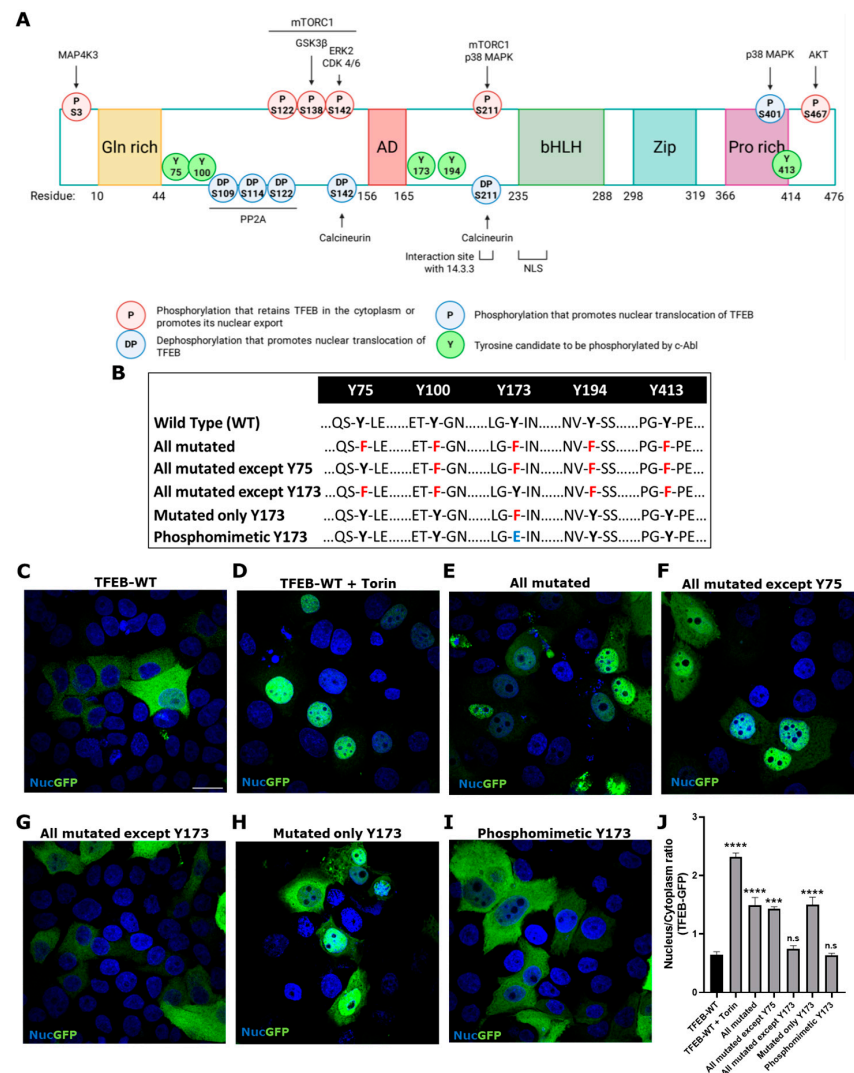 A
mTORC1
MAP4K3
GSK3β
ERK2
CDK 4/6
mTORC1
p38 MAPK
p38 MAPK
AKT
P
S3
P
S122
P
S138
P
S142
P
S211
P
S401
P
S467
Gln rich
AD
bHLH
Zip
Pro rich
Y
75
Y
100
Y
173
Y
194
Y
413
DP
S109
DP
S114
DP
S122
DP
S142
DP
S211
Residue:
10
44
156
165
235
288
298
319
366
414
476
PP2A
Calcineurin
Calcineurin
Interaction site
with 14.3.3
NLS
P
Phosphorylation that retains TFEB in the cytoplasm or
promotes its nuclear export
P
Phosphorylation that promotes nuclear translocation of TFEB
DP
Dephosphorylation that promotes nuclear translocation of
TFEB
Y
Tyrosine candidate to be phosphorylated by c-Abl
B
Y75 Y100 Y173 Y194 Y413
Wild Type (WT) ...QS-Y-LE......ET-Y-GN......LG-Y-IN......NV-Y-SS......PG-Y-PE...
All mutated ...QS-F-LE......ET-F-GN......LG-F-IN......NV-F-SS......PG-F-PE...
All mutated except Y75 ...QS-Y-LE......ET-F-GN......LG-F-IN......NV-F-SS......PG-F-PE...
All mutated except Y173 ...QS-F-LE......ET-F-GN......LG-Y-IN......NV-F-SS......PG-F-PE...
Mutated only Y173 ...QS-Y-LE......ET-Y-GN......LG-F-IN......NV-Y-SS......PG-Y-PE...
Phosphomimetic Y173 ...QS-Y-LE......ET-Y-GN......LG-E-IN......NV-Y-SS......PG-Y-PE...
C
TFEB-WT
NucGFP
D
TFEB-WT + Torin
NucGFP
E
All mutated
NucGFP
F
All mutated except Y75
NucGFP
G
All mutated except Y173
NucGFP
H
Mutated only Y173
NucGFP
I
Phosphomimetic Y173
NucGFP
J
Nucleus/Cytoplasm ratio
(TFEB-GFP)
3
2
1
0
****
****
***
n.s
****
n.s
TFEB-WT
TFEB-WT + Torin
All mutated
All mutated except Y75
All mutated except Y173
Mutated only Y173
Phosphomimetic Y173